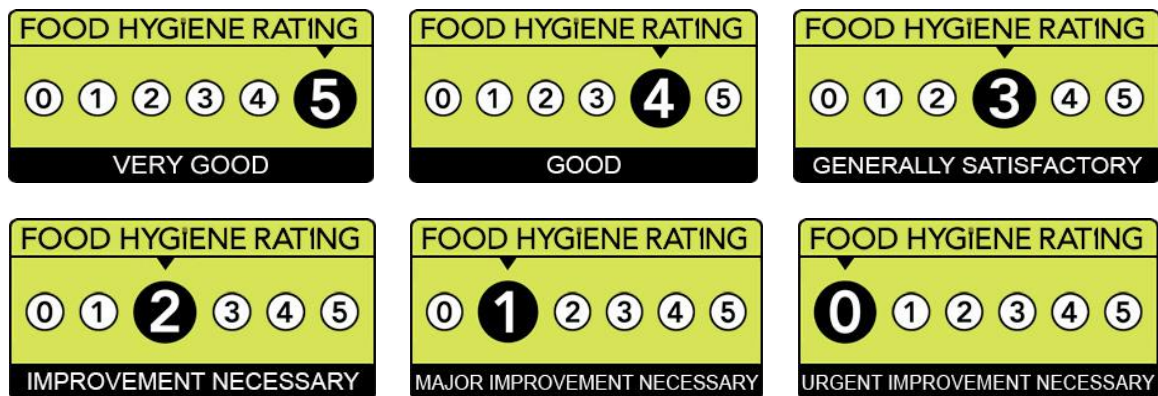 FOOD HYGIENE RATING
0 1 2 3 4 5
VERY GOOD
FOOD HYGIENE RATING
0 1 2 3 4 5
GOOD
FOOD HYGIENE RATING
0 1 2 3 4 5
GENERALLY SATISFACTORY
FOOD HYGIENE RATING
0 1 2 3 4 5
IMPROVEMENT NECESSARY
FOOD HYGIENE RATING
0 1 2 3 4 5
MAJOR IMPROVEMENT NECESSARY
FOOD HYGIENE RATING
0 1 2 3 4 5
URGENT IMPROVEMENT NECESSARY